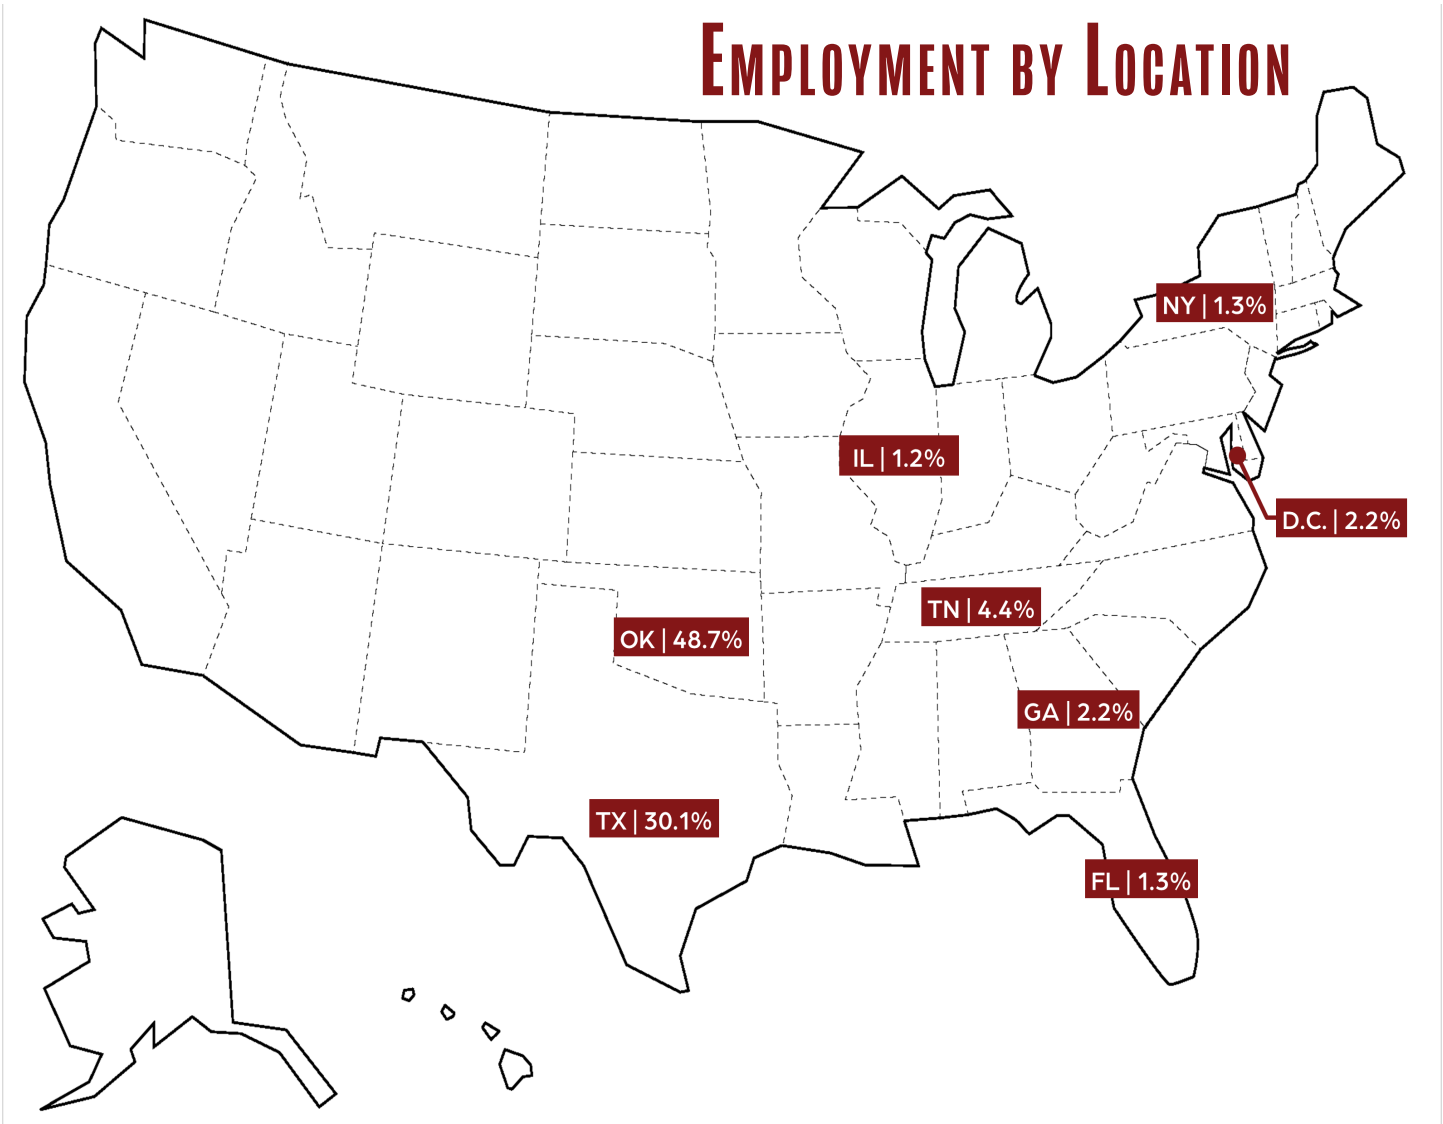 Employment by Location
NY | 1.3%
IL | 1.2%
D.C. | 2.2%
TN | 4.4%
OK | 48.7%
GA | 2.2%
TX | 30.1%
FL | 1.3%